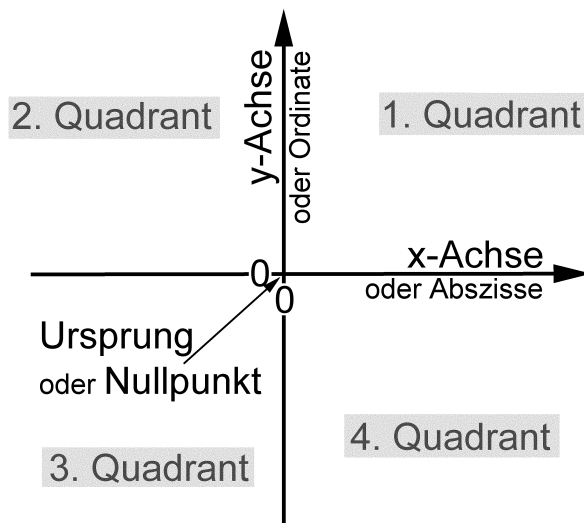 y-Achse
oder Ordinate
2. Quadrant
1. Quadrant
x-Achse
oder Abszisse
0
0
Ursprung
oder Nullpunkt
3. Quadrant
4. Quadrant